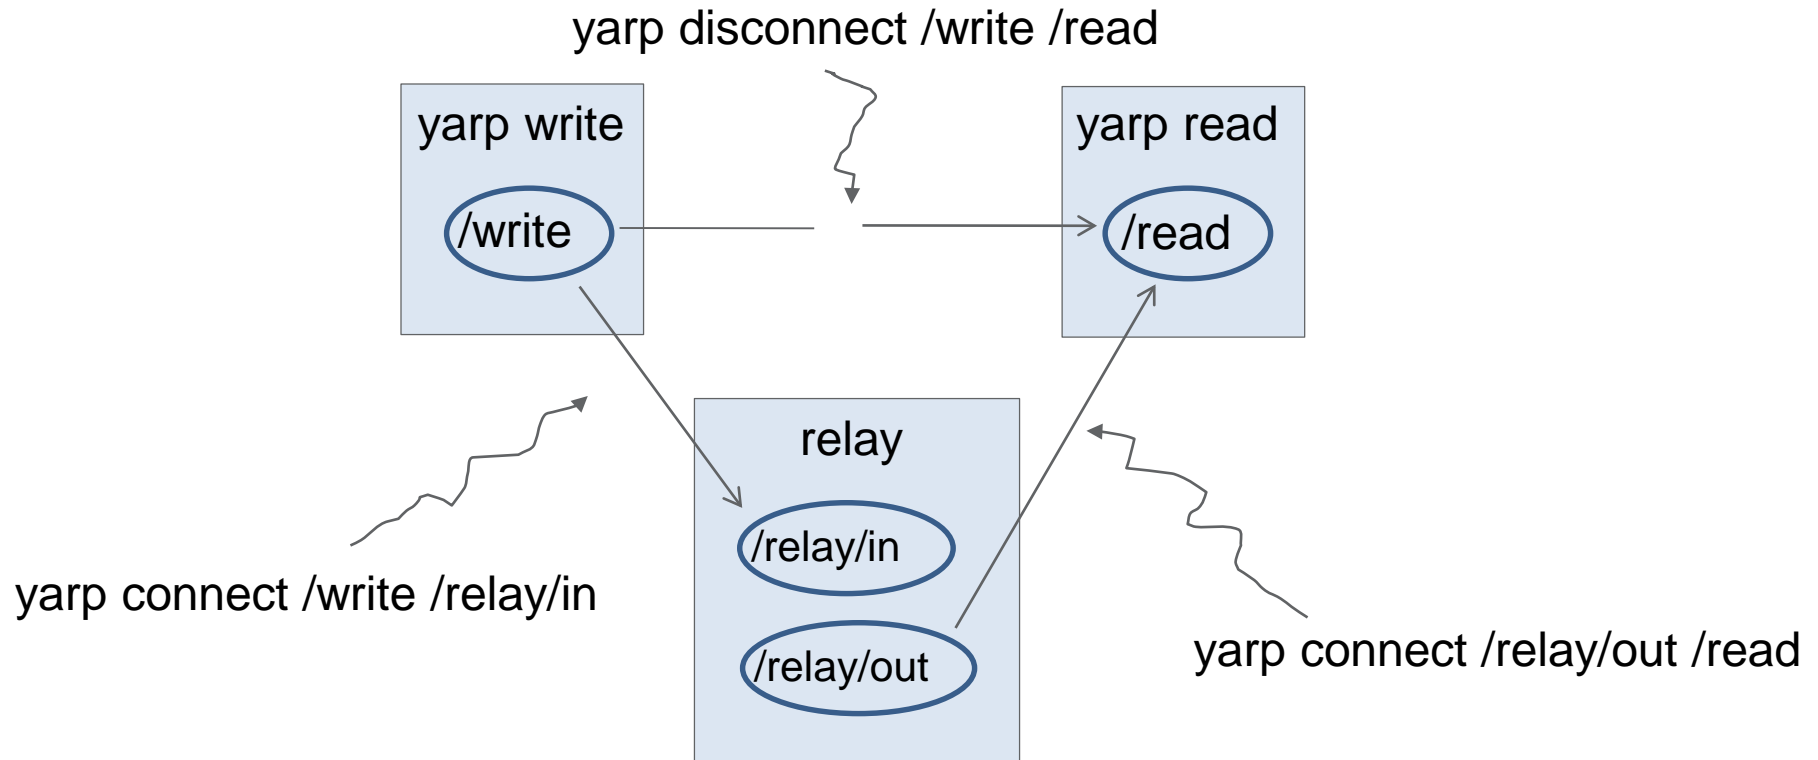 yarp disconnect /write /read
yarp write
yarp read
/write
/read
relay
/relay/in
yarp connect /write /relay/in
/relay/out
yarp connect /relay/out /read